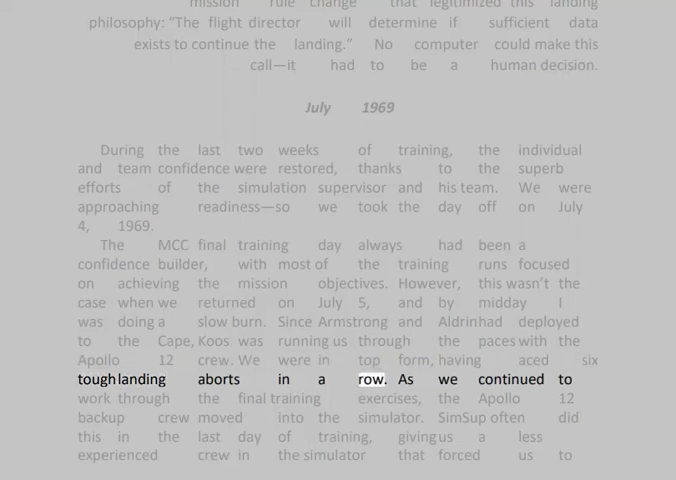 mission rule change that legitimized this landing
philosophy: “The flight director will determine if sufficient data
exists to continue the landing.” No computer could make this
call—it had to be a human decision.
July 1969
During the last two weeks of training, the individual
and team confidence were restored, thanks to the superb
efforts of the simulation supervisor and his team. We were
approaching readiness—so we took the day off on July
4, 1969.
The MCC final training day always had been a
confidence builder, with most of the training runs focused
on achieving the mission objectives. However, this wasn’t the
case when we returned on July 5, and by midday I
was doing a slow burn. Since Armstrong and Aldrin had deployed
to the Cape, Koos was running us through the paces with the
Apollo 12 crew. We were in top form, having aced six
tough landing aborts in a row. As we continued to
work through the final training exercises, the Apollo 12
backup crew moved into the simulator. SimSup often did
this in the last day of training, giving us a less
experienced crew in the simulator that forced us to